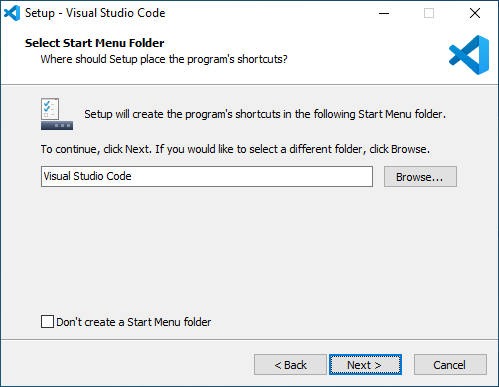 Setup - Visual Studio Code
Select Start Menu Folder
Where should Setup place the program's shortcuts?
Setup will create the program's shortcuts in the following Start Menu folder.
To continue, click Next. If you would like to select a different folder, click Browse.
Visual Studio Code
Browse...
Don't create a Start Menu folder
< Back
Next >
Cancel